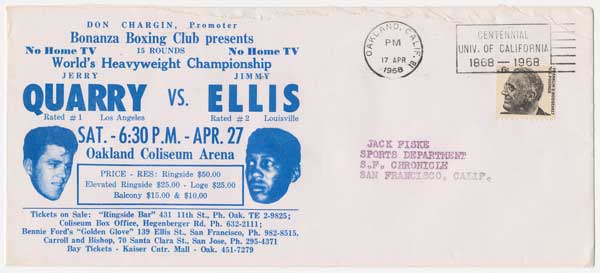 DON CHARGIN, Promoter
Bonanza Boxing Club presents
No Home TV 15 ROUNDS No Home TV
World's Heavyweight Championship
JERRY JIMMY
QUARRY VS. ELLIS
Rated #1 Los Angeles Rated #2 Louisville
SAT. - 6:30 P.M. - APR. 27
Oakland Coliseum Arena
PRICE - RES: Ringside $50.00
Elevated Ringside $25.00 - Loge $25.00
Balcony $15.00 & $10.00
Tickets on Sale: "Ringside Bar" 431 11th St., Ph. Oak. TE 2-9825;
Coliseum Box Office, Hegenberger Rd. Ph. 632-2111;
Bennie Ford's "Golden Glove" 139 Ellis St., San Francisco, Ph. 982-8515.
Carroll and Bishop, 70 Santa Clara St., San Jose, Ph. 295-4371
Bay Tickets - Kaiser Cntr. Mall - Oak. 451-7279
OAKLAND, CALIF.
PM
17 APR
1968
CENTENNIAL
UNIV. OF CALIFORNIA
1868 — 1968
JACK FISKE
SPORTS DEPARTMENT
S.F. CHRONICLE
SAN FRANCISCO, CALIF.